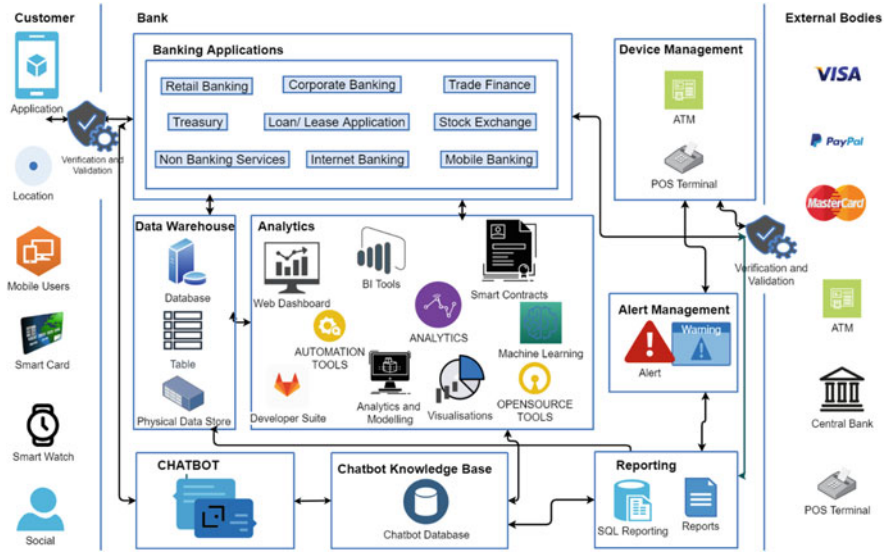 Customer
Bank
External Bodies
Application
Verification and
Validation
Location
Mobile Users
Smart Card
Smart Watch
Social
Banking Applications
Retail Banking
Corporate Banking
Trade Finance
Treasury
Loan/ Lease Application
Stock Exchange
Non Banking Services
Internet Banking
Mobile Banking
Device Management
ATM
POS Terminal
Data Warehouse
Database
Table
Physical Data Store
Analytics
Web Dashboard
BI Tools
Smart Contracts
AUTOMATION
TOOLS
ANALYTICS
Machine Learning
Developer Suite
Analytics and
Modelling
Visualisations
OPENSOURCE
TOOLS
Alert Management
Warning
Alert
CHATBOT
Chatbot Knowledge Base
Chatbot Database
Reporting
SQL Reporting
Reports
Verification and
Validation
VISA
PayPal
MasterCard
ATM
Central Bank
POS Terminal